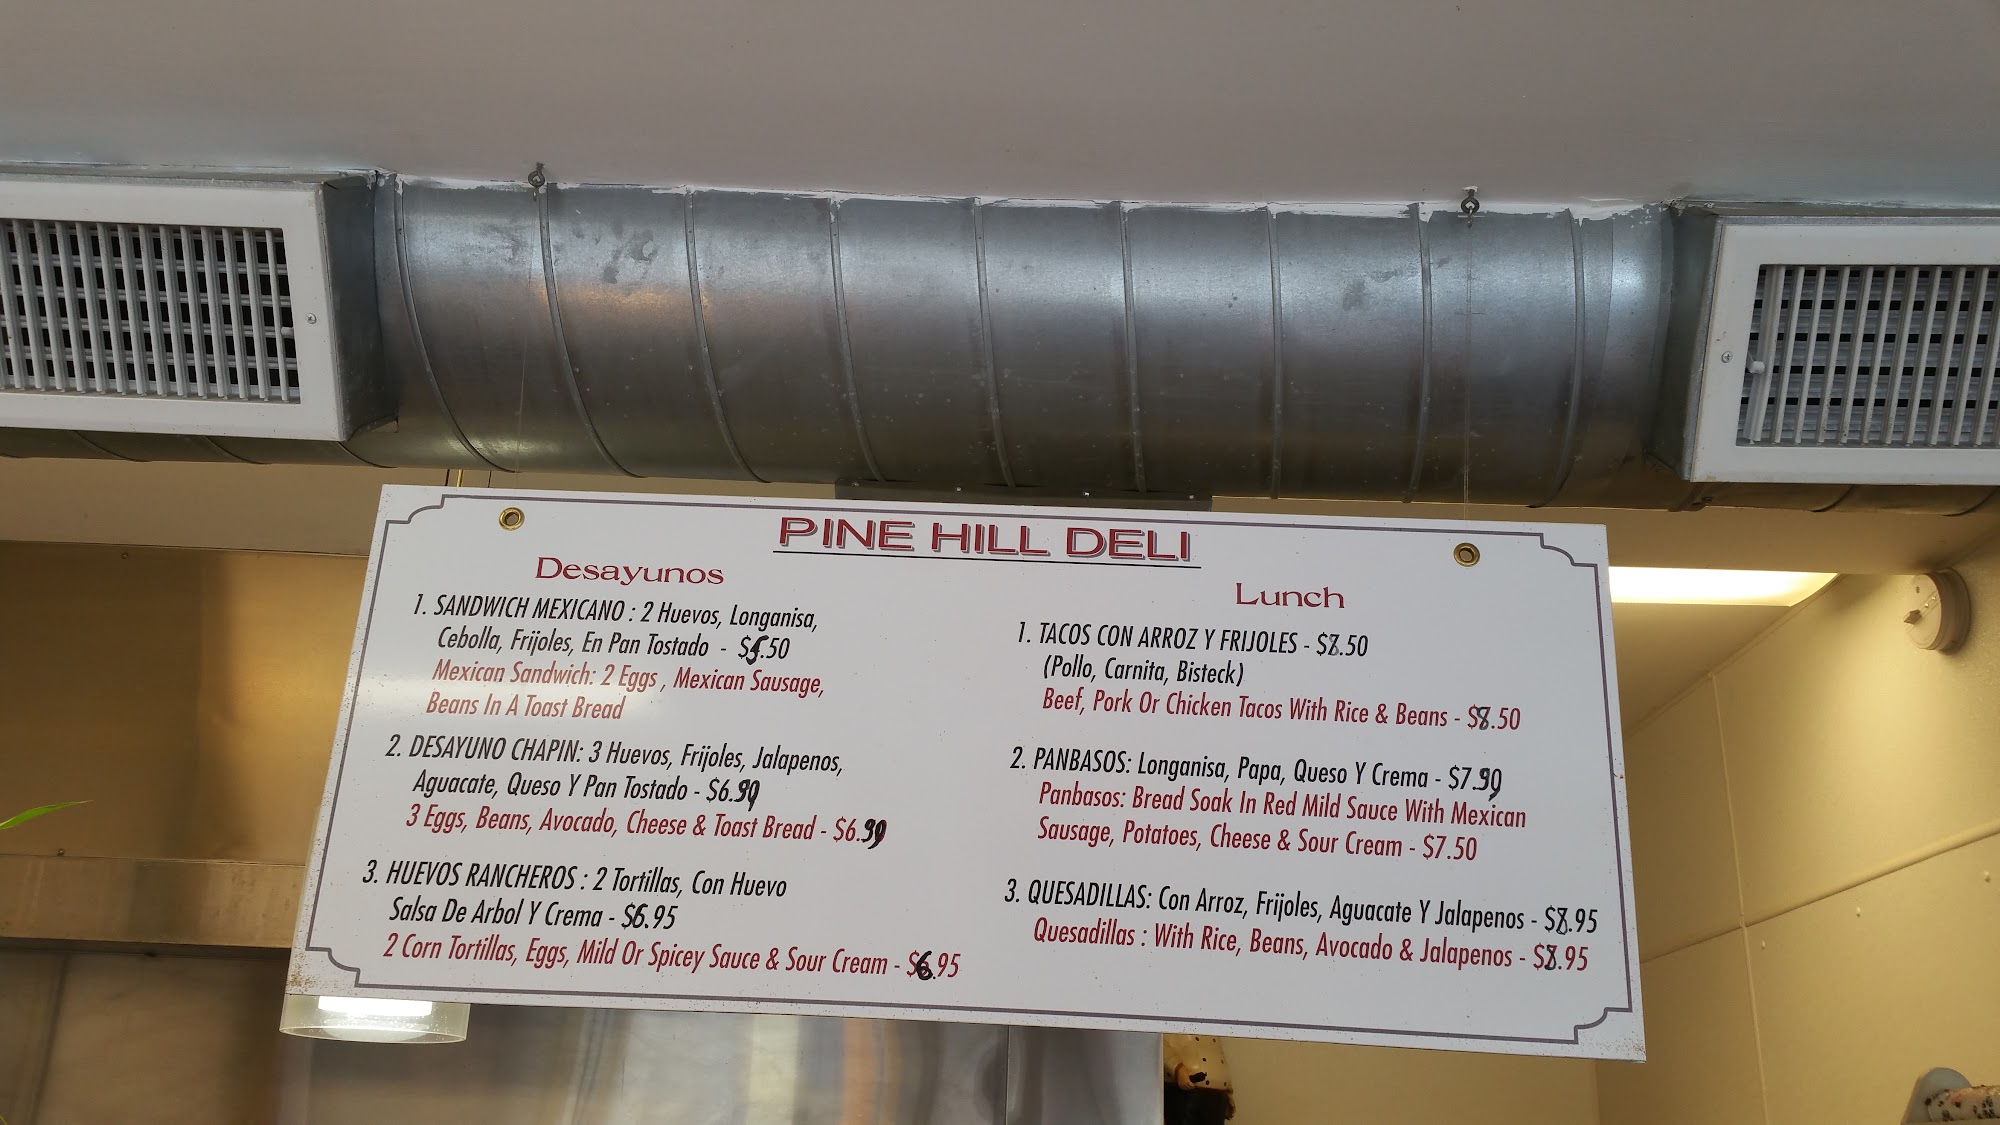 PINE HILL DELI
Desayunos
1. SANDWICH MEXICANO : 2 Huevos, Longanisa,
Cebolla, Frijoles, En Pan Tostado - $5.50
Mexican Sandwich: 2 Eggs , Mexican Sausage,
Beans In A Toast Bread
2. DESAYUNO CHAPIN: 3 Huevos, Frijoles, Jalapenos,
Aguacate, Queso Y Pan Tostado - $6.99
3 Eggs, Beans, Avocado, Cheese & Toast Bread - $6.99
3. HUEVOS RANCHEROS : 2 Tortillas, Con Huevo
Salsa De Arbol Y Crema - $6.95
2 Corn Tortillas, Eggs, Mild Or Spicey Sauce & Sour Cream - $6.95
Lunch
1. TACOS CON ARROZ Y FRIJOLES - $8.50
(Pollo, Carnita, Bisteck)
Beef, Pork Or Chicken Tacos With Rice & Beans - $8.50
2. PANBASOS: Longanisa, Papa, Queso Y Crema - $7.99
Panbasos: Bread Soak In Red Mild Sauce With Mexican
Sausage, Potatoes, Cheese & Sour Cream - $7.50
3. QUESADILLAS: Con Arroz, Frijoles, Aguacate Y Jalapenos - $8.95
Quesadillas : With Rice, Beans, Avocado & Jalapenos - $8.95